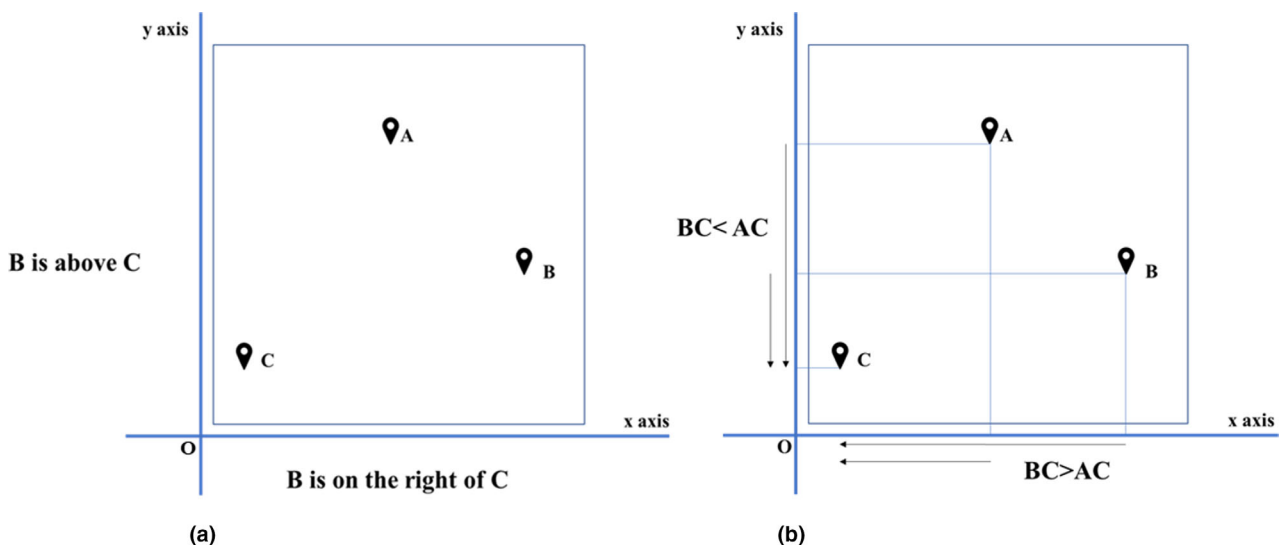 y axis
A
B is above C
B
C
x axis
O
B is on the right of C
(a)
y axis
A
BC< AC
B
C
x axis
O
BC>AC
(b)